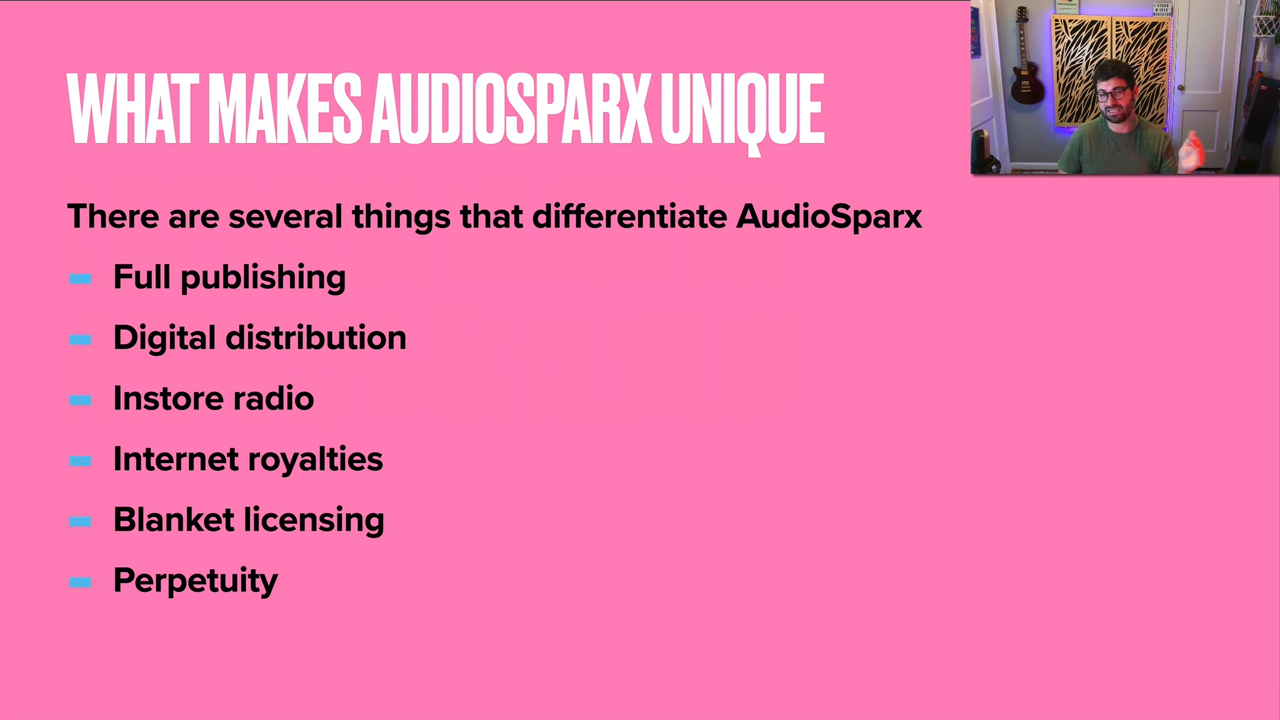 WHAT MAKES AUDIOSPARX UNIQUE
There are several things that differentiate AudioSparx
Full publishing
Digital distribution
Instore radio
Internet royalties
Blanket licensing
Perpetuity